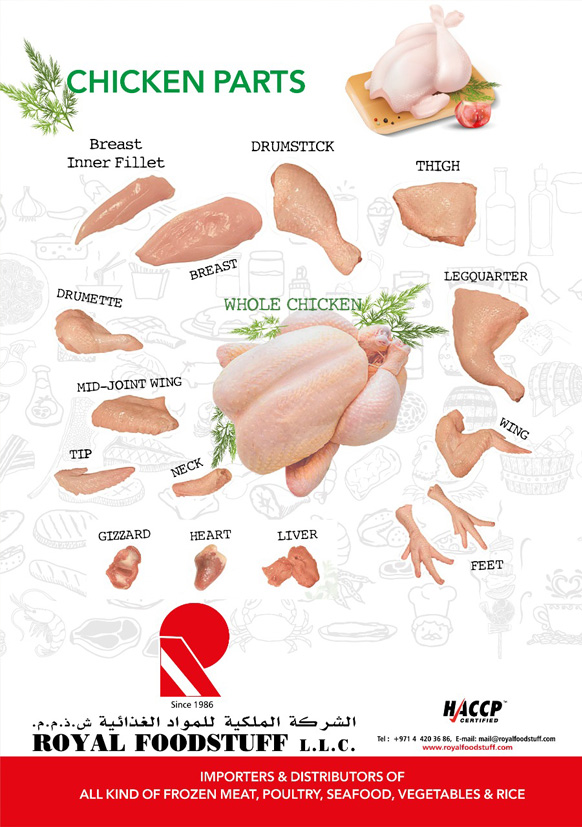 CHICKEN PARTS
Breast
Inner Fillet
DRUMSTICK
THIGH
BREAST
LEGQUARTER
DRUMETTE
WHOLE CHICKEN
MID-JOINT WING
WING
TIP
NECK
GIZZARD
HEART
LIVER
FEET
Since 1986
الشركة الملكية للمواد الغذائية ش.ذ.م.م.
ROYAL FOODSTUFF L.L.C.
HACCP™
CERTIFIED
Tel : +971 4 420 36 86, E-mail: mail@royalfoodstuff.com
www.royalfoodstuff.com
IMPORTERS & DISTRIBUTORS OF
ALL KIND OF FROZEN MEAT, POULTRY, SEAFOOD, VEGETABLES & RICE